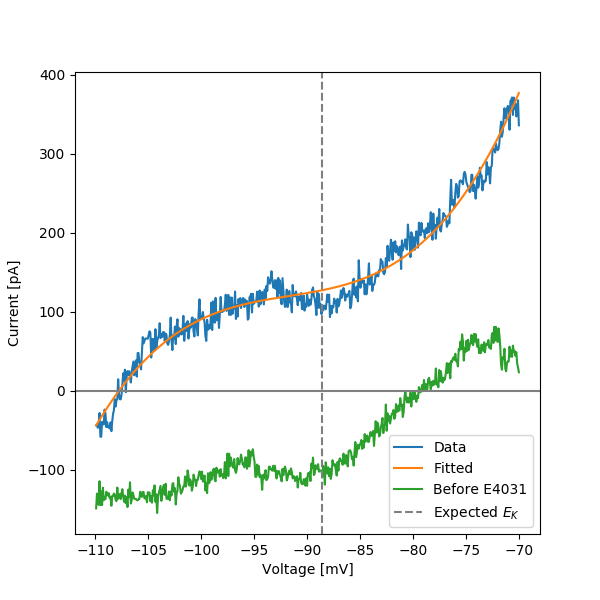 400
300
200
100
0
−100
Current [pA]
−110 −105 −100 −95 −90 −85 −80 −75 −70
Voltage [mV]
Data
Fitted
Before E4031
Expected E_K